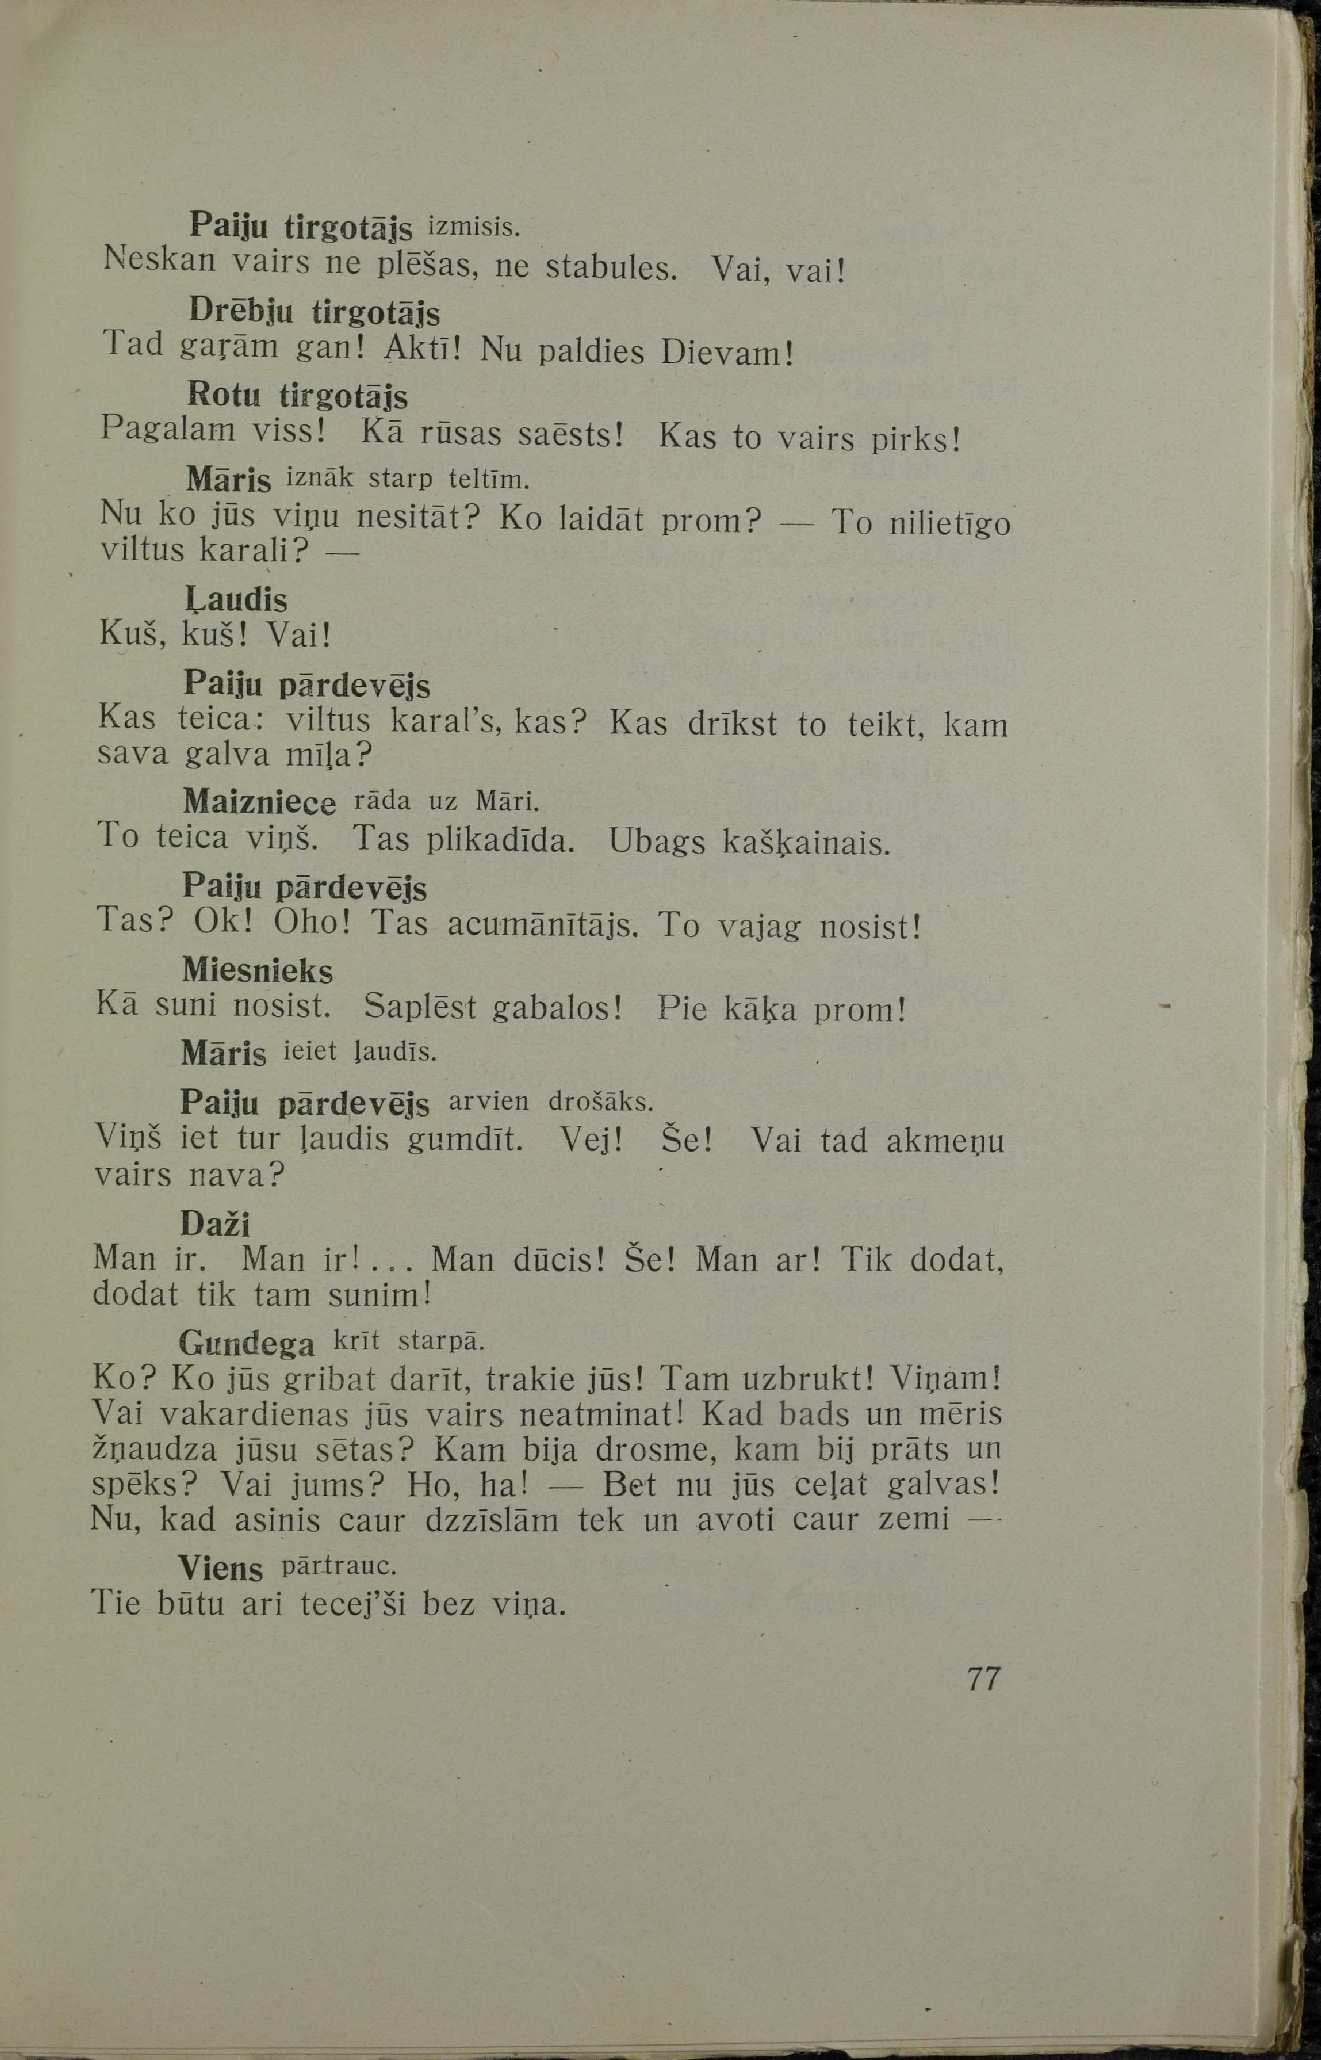 Paiju tirgotājs izmisis.
Neskan vairs ne plēšas, ne stabules. Vai, vai!
Drēbju tirgotājs
Tad gaŗām gan! Aktī! Nu paldies Dievam!
Rotu tirgotājs
Pagalam viss! Kā rūsas saēsts! Kas to vairs pirks!
Māris iznāk starp teltīm.
Nu ko jūs viņu nesitāt? Ko laidāt prom? — To nilietīgo
viltus karali? —
Ļaudis
Kuš, kuš! Vai!
Paiju pārdevējs
Kas teica: viltus karal’s, kas? Kas drīkst to teikt, kam
sava galva mīļa?
Maizniece rāda uz Māri.
To teica viņš. Tas plikadīda. Ubags kašķainais.
Paiju pārdevējs
Tas? Ok! Oho! Tas acumānītājs. To vajag nosist!
Miesnieks
Kā suni nosist. Saplēst gabalos! Pie kāķa prom!
Māris ieiet ļaudīs.
Paiju pārdevējs arvien drošāks.
Viņš iet tur ļaudis gumdīt. Vej! Še! Vai tad akmeņu
vairs nava?
Daži
Man ir. Man ir!... Man dūcis! Še! Man ar! Tik dodat,
dodat tik tam sunim!
Gundega kŗīt starpā.
Ko? Ko jūs gribat darīt, trakie jūs! Tam uzbrukt! Viņam!
Vai vakardienas jūs vairs neatminat! Kad bads un mēris
žņaudza jūsu sētas? Kam bija drosme, kam bij prāts un
spēks? Vai jums? Ho, ha! — Bet nu jūs ceļat galvas!
Nu, kad asinis caur dzzīslām tek un avoti caur zemi —
Viens pārtrauc.
Tie būtu ari tecej’ši bez viņa.
77